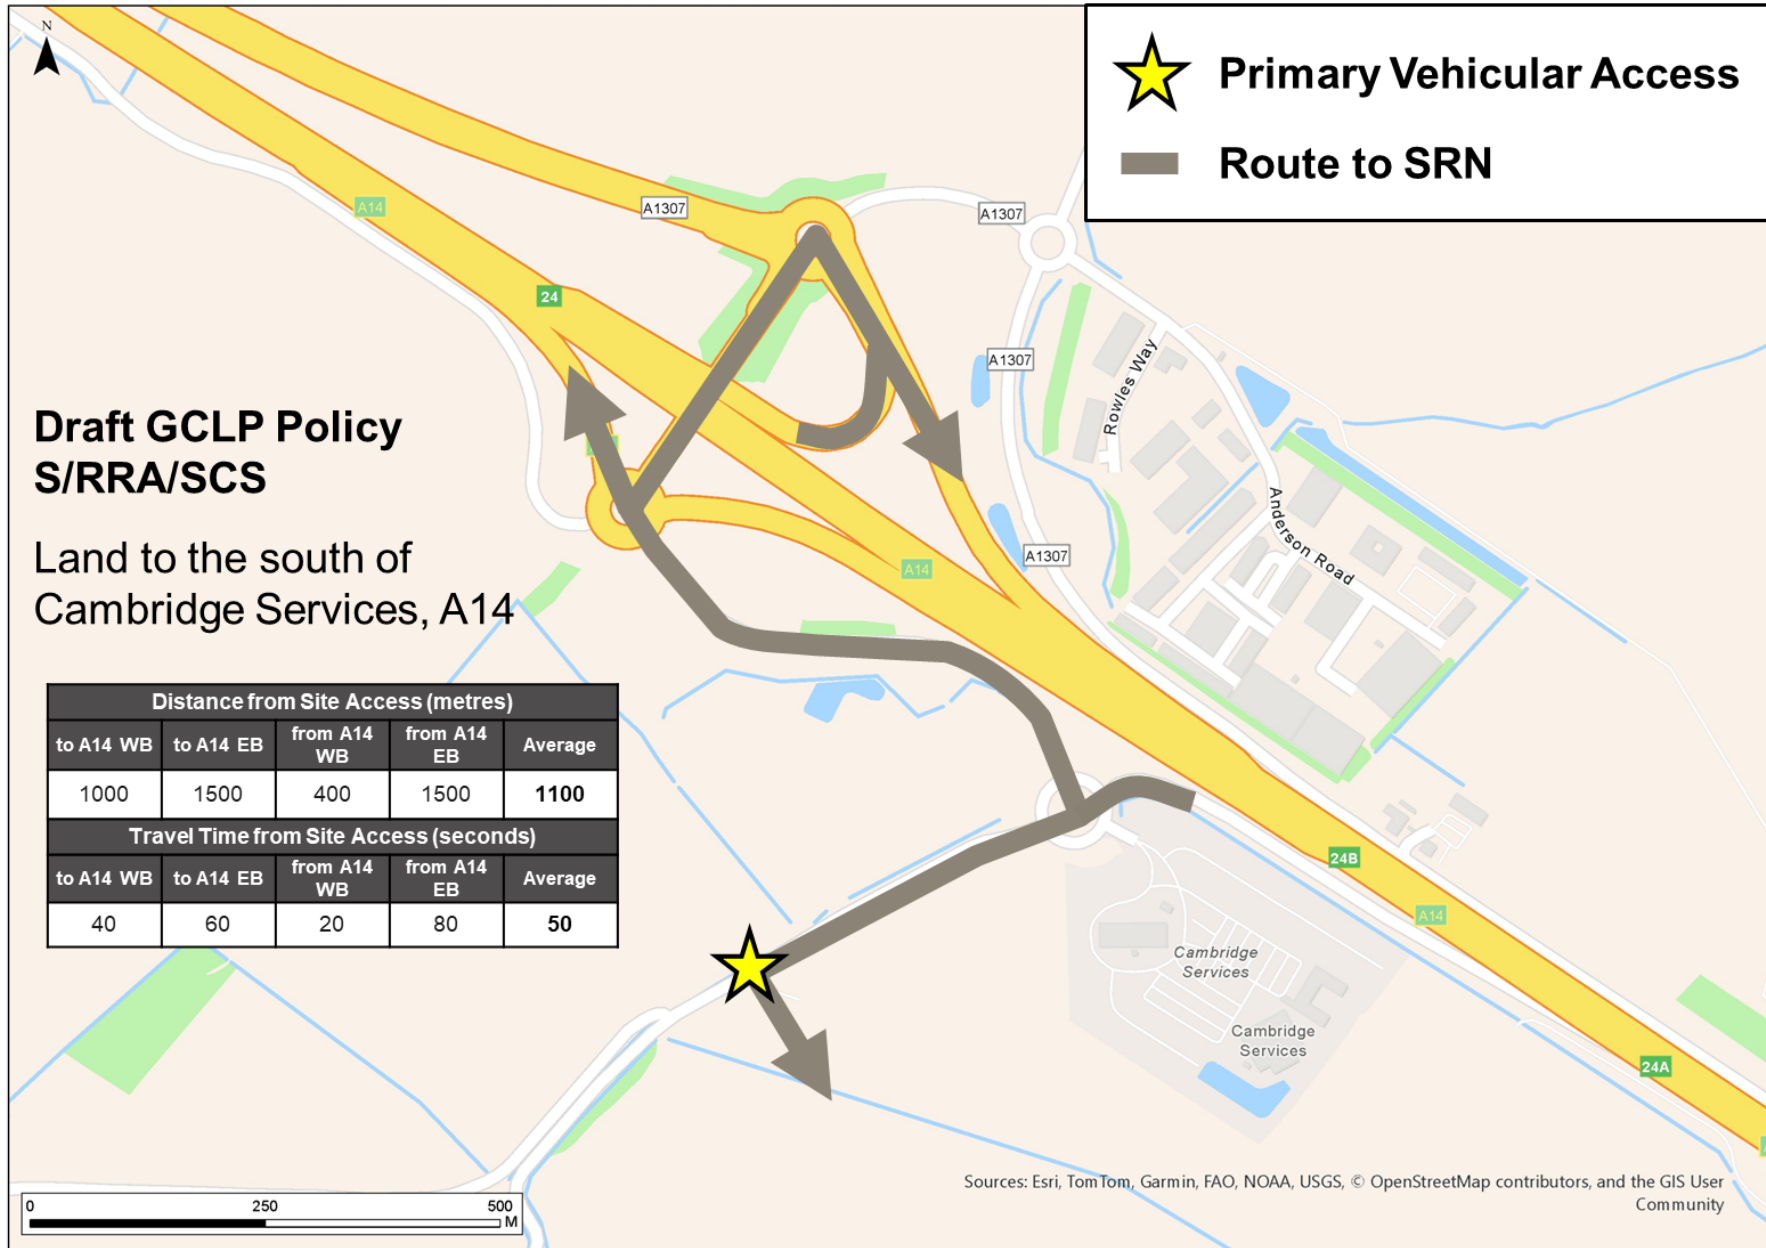 N
Primary Vehicular Access
Route to SRN
A14
A1307
A1307
24
A1307
Rowles Way
Draft GCLP Policy
S/RRA/SCS
Anderson Road
A1307
A14
Land to the south of
Cambridge Services, A14
Distance from Site Access (metres)
to A14 WB to A14 EB from A14 WB from A14 EB Average
1000 1500 400 1500 1100
Travel Time from Site Access (seconds)
to A14 WB to A14 EB from A14 WB from A14 EB Average
40 60 20 80 50
24B
A14
Cambridge
Services
Cambridge
Services
24A
Sources: Esri, TomTom, Garmin, FAO, NOAA, USGS, © OpenStreetMap contributors, and the GIS User
Community
0 250 500
M